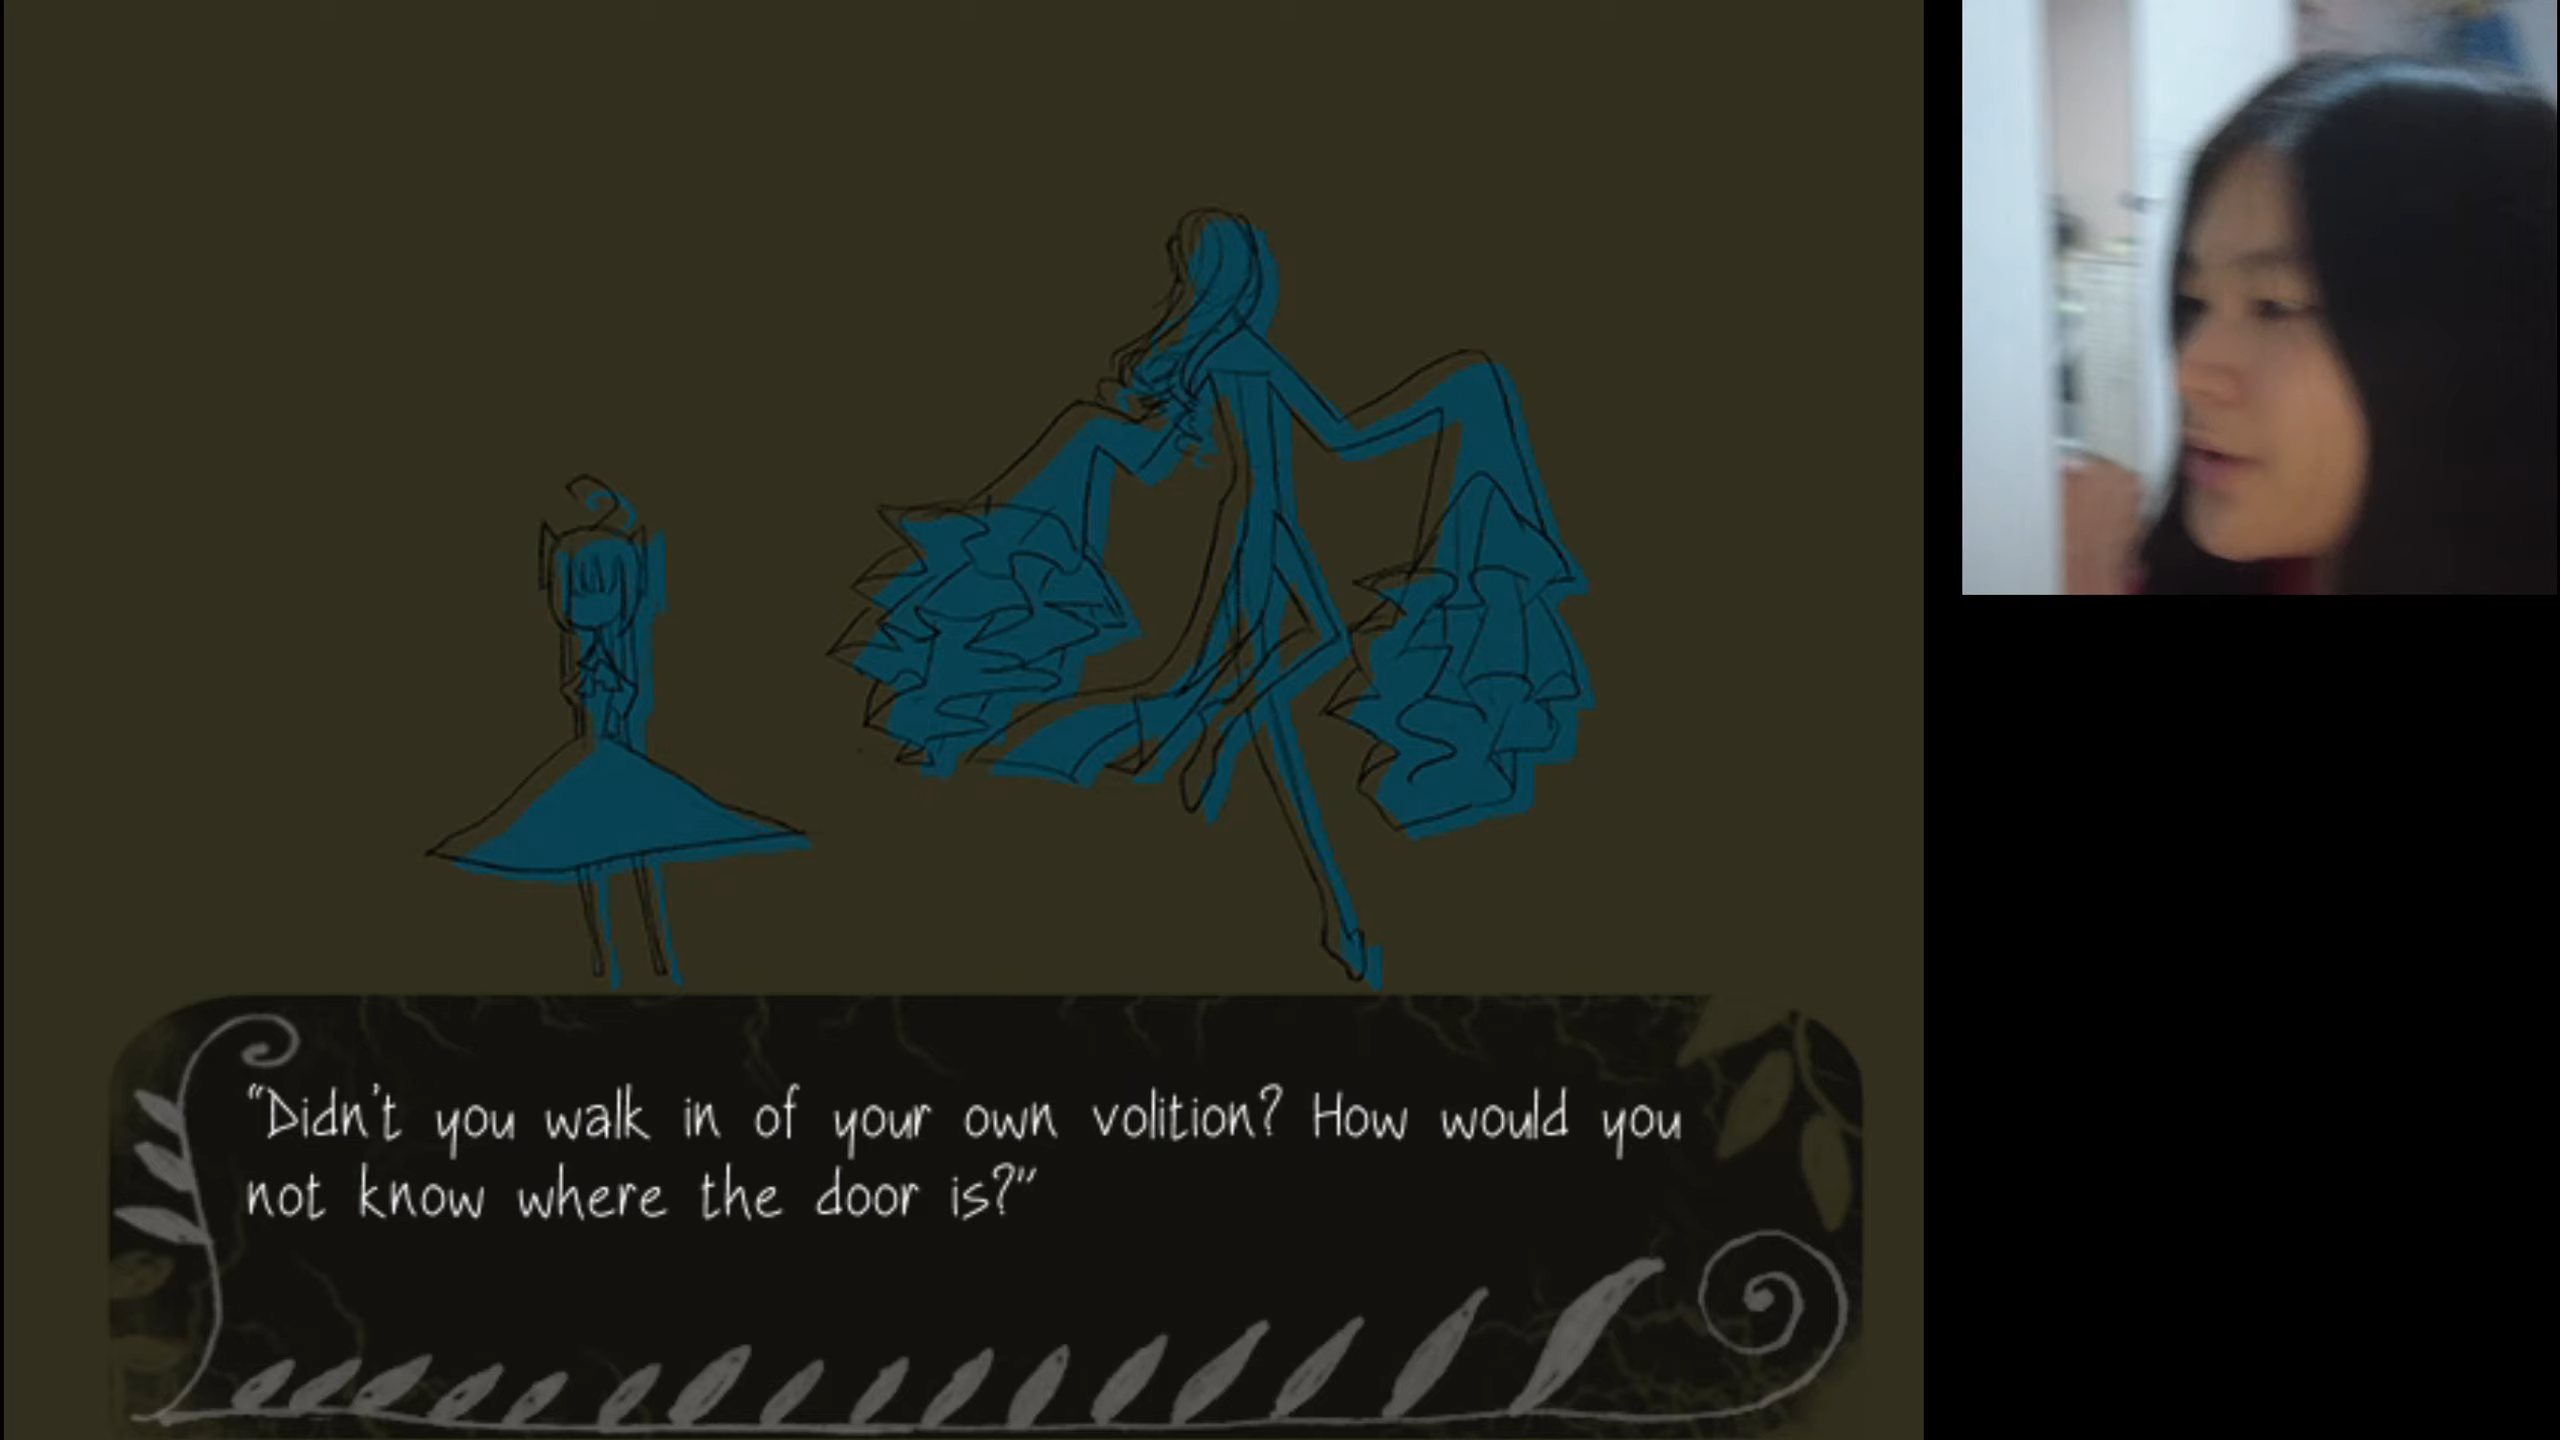 “Didn't you walk in of your own volition? How would you
not know where the door is?”